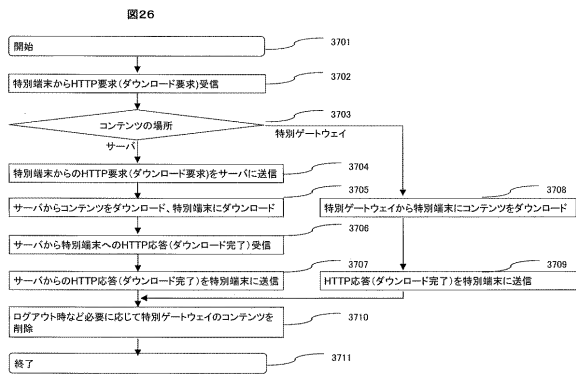 図26
開始
3701
特別端末からHTTP要求(ダウンロード要求)受信
3702
コンテンツの場所
3703
サーバ
特別ゲートウェイ
特別端末からのHTTP要求(ダウンロード要求)をサーバに送信
3704
サーバからコンテンツをダウンロード、特別端末にダウンロード
3705
特別ゲートウェイから特別端末にコンテンツをダウンロード
3708
サーバから特別端末へのHTTP応答(ダウンロード完了)受信
3706
サーバからのHTTP応答(ダウンロード完了)を特別端末に送信
3707
HTTP応答(ダウンロード完了)を特別端末に送信
3709
ログアウト時など必要に応じて特別ゲートウェイのコンテンツを
削除
3710
終了
3711